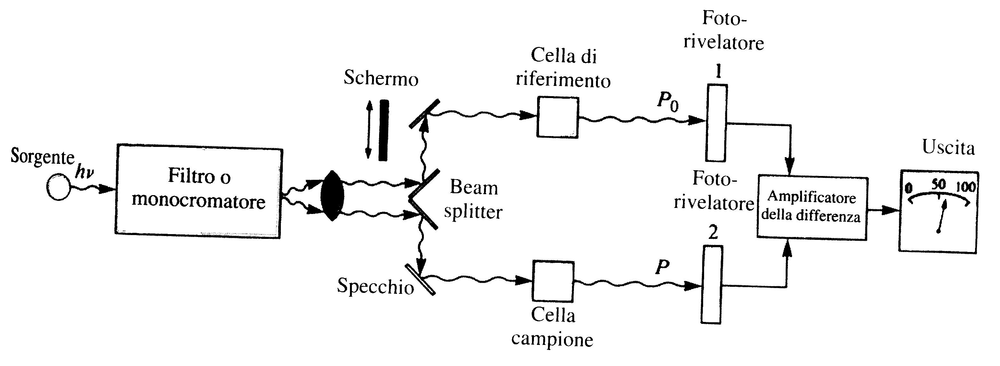 Foto-
rivelatore
1
Cella di
riferimento
Schermo
P0
Sorgente
hν
Filtro o
monocromatore
Beam
splitter
Foto-
rivelatore
2
Amplificatore
della differenza
Uscita
0 50 100
Specchio
P
Cella
campione